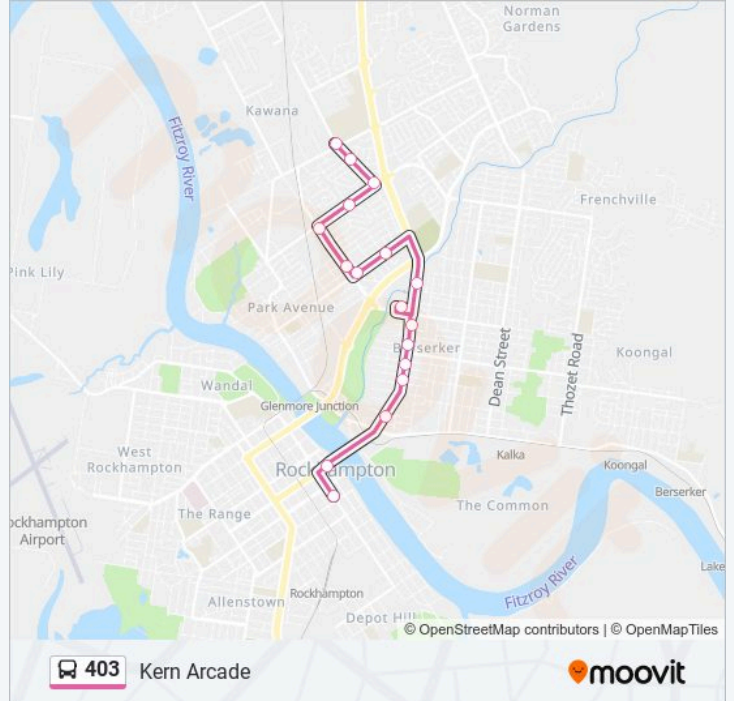 Norman
Gardens
Kawana
Fitzroy River
Frenchville
Pink Lily
Park Avenue
Berserker
Dean Street
Thozet Road
Koongal
Wandal
Glenmore Junction
West
Rockhampton
Rockhampton
Kalka
Koongal
Berserker
The Range
The Common
ockhampton
Airport
Lake
Fitzroy River
Rockhampton
Allenstown
Depot Hill
© OpenStreetMap contributors | © OpenMapTiles
403 Kern Arcade
moovit